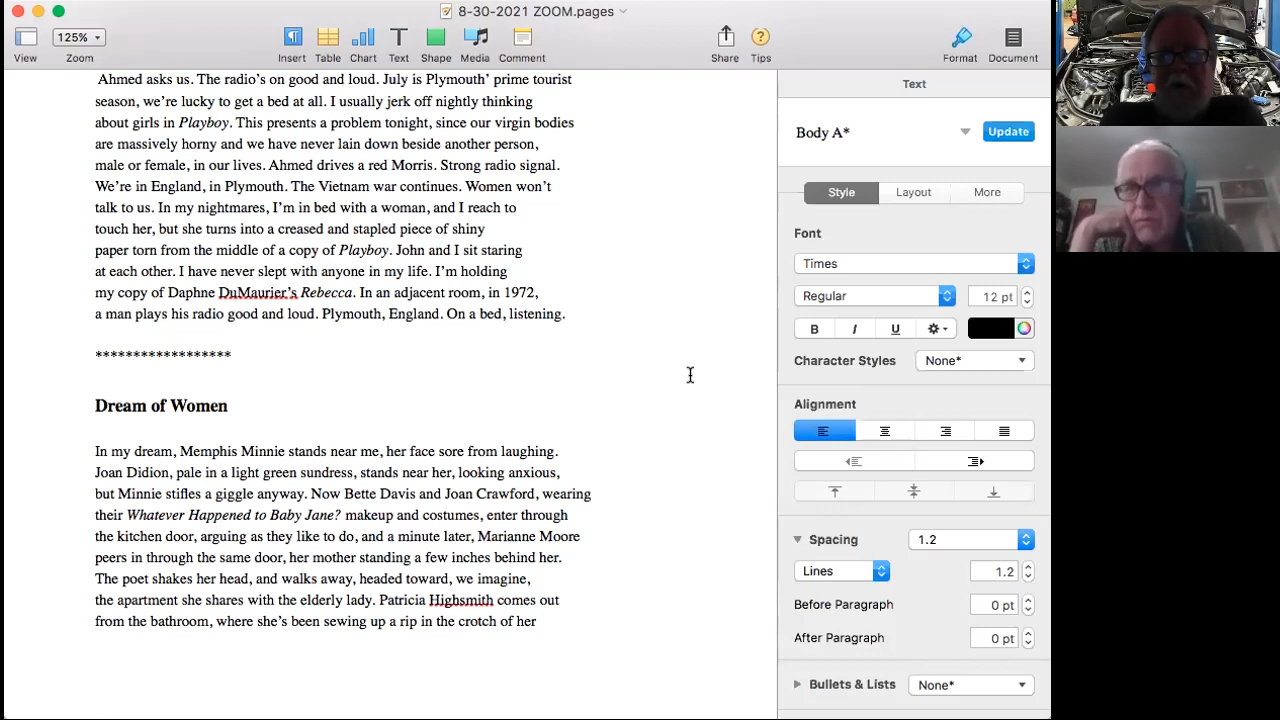 8-30-2021 ZOOM.pages
125%
View
Zoom
Insert
Table
Chart
Text
Shape
Media
Comment
Share
Tips
Format
Document
Ahmed asks us. The radio's on good and loud. July is Plymouth' prime tourist
season, we're lucky to get a bed at all. I usually jerk off nightly thinking
about girls in Playboy. This presents a problem tonight, since our virgin bodies
are massively horny and we have never lain down beside another person,
male or female, in our lives. Ahmed drives a red Morris. Strong radio signal.
We're in England, in Plymouth. The Vietnam war continues. Women won't
talk to us. In my nightmares, I'm in bed with a woman, and I reach to
touch her, but she turns into a creased and stapled piece of shiny
paper torn from the middle of a copy of Playboy. John and I sit staring
at each other. I have never slept with anyone in my life. I'm holding
my copy of Daphne DuMaurier's Rebecca. In an adjacent room, in 1972,
a man plays his radio good and loud. Plymouth, England. On a bed, listening.
******************
Dream of Women
In my dream, Memphis Minnie stands near me, her face sore from laughing.
Joan Didion, pale in a light green sundress, stands near her, looking anxious,
but Minnie stifles a giggle anyway. Now Bette Davis and Joan Crawford, wearing
their Whatever Happened to Baby Jane? makeup and costumes, enter through
the kitchen door, arguing as they like to do, and a minute later, Marianne Moore
peers in through the same door, her mother standing a few inches behind her.
The poet shakes her head, and walks away, headed toward, we imagine,
the apartment she shares with the elderly lady. Patricia Highsmith comes out
from the bathroom, where she's been sewing up a rip in the crotch of her
Text
Body A*
Update
Style
Layout
More
Font
Times
Regular
12 pt
B
I
U
Character Styles
None*
Alignment
Spacing
1.2
Lines
1.2
Before Paragraph
0 pt
After Paragraph
0 pt
Bullets & Lists
None*